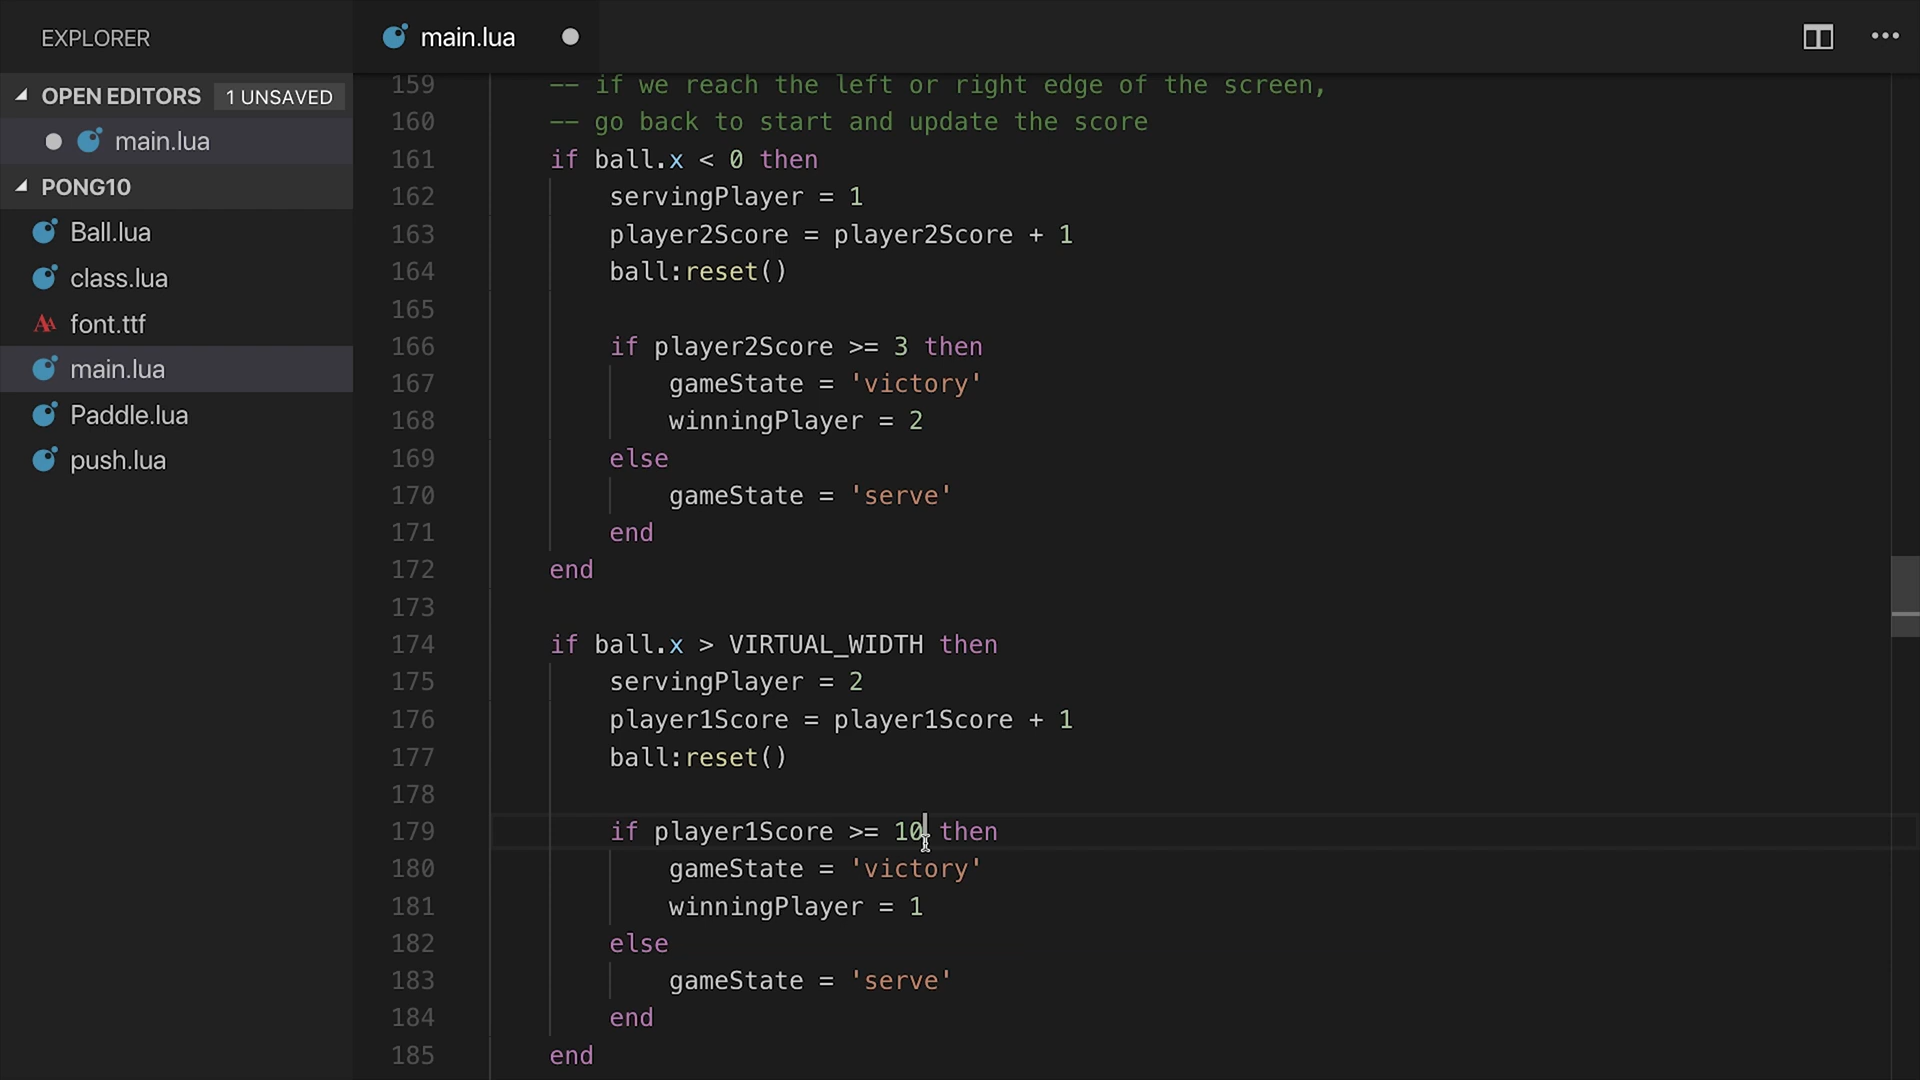 EXPLORER
OPEN EDITORS 1 UNSAVED
main.lua
PONG10
Ball.lua
class.lua
font.ttf
main.lua
Paddle.lua
push.lua
main.lua
159 -- if we reach the left or right edge of the screen,
160 -- go back to start and update the score
161 if ball.x < 0 then
162 servingPlayer = 1
163 player2Score = player2Score + 1
164 ball:reset()
165
166 if player2Score >= 3 then
167 gameState = 'victory'
168 winningPlayer = 2
169 else
170 gameState = 'serve'
171 end
172 end
173
174 if ball.x > VIRTUAL_WIDTH then
175 servingPlayer = 2
176 player1Score = player1Score + 1
177 ball:reset()
178
179 if player1Score >= 10 then
180 gameState = 'victory'
181 winningPlayer = 1
182 else
183 gameState = 'serve'
184 end
185 end